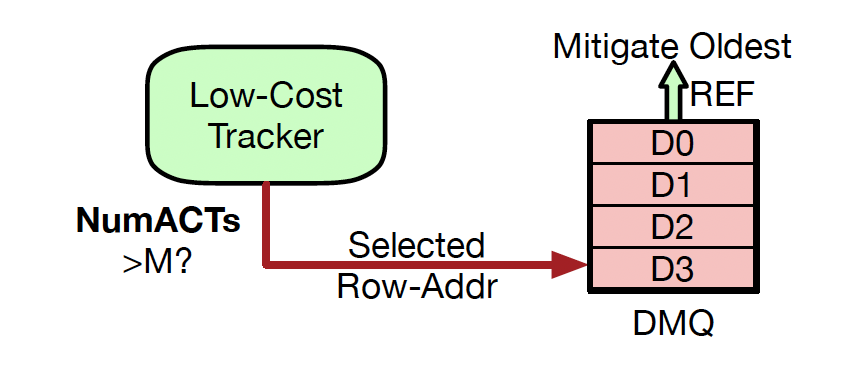 Low-Cost
Tracker
NumACTs
>M?
Selected
Row-Addr
Mitigate Oldest
REF
D0
D1
D2
D3
DMQ